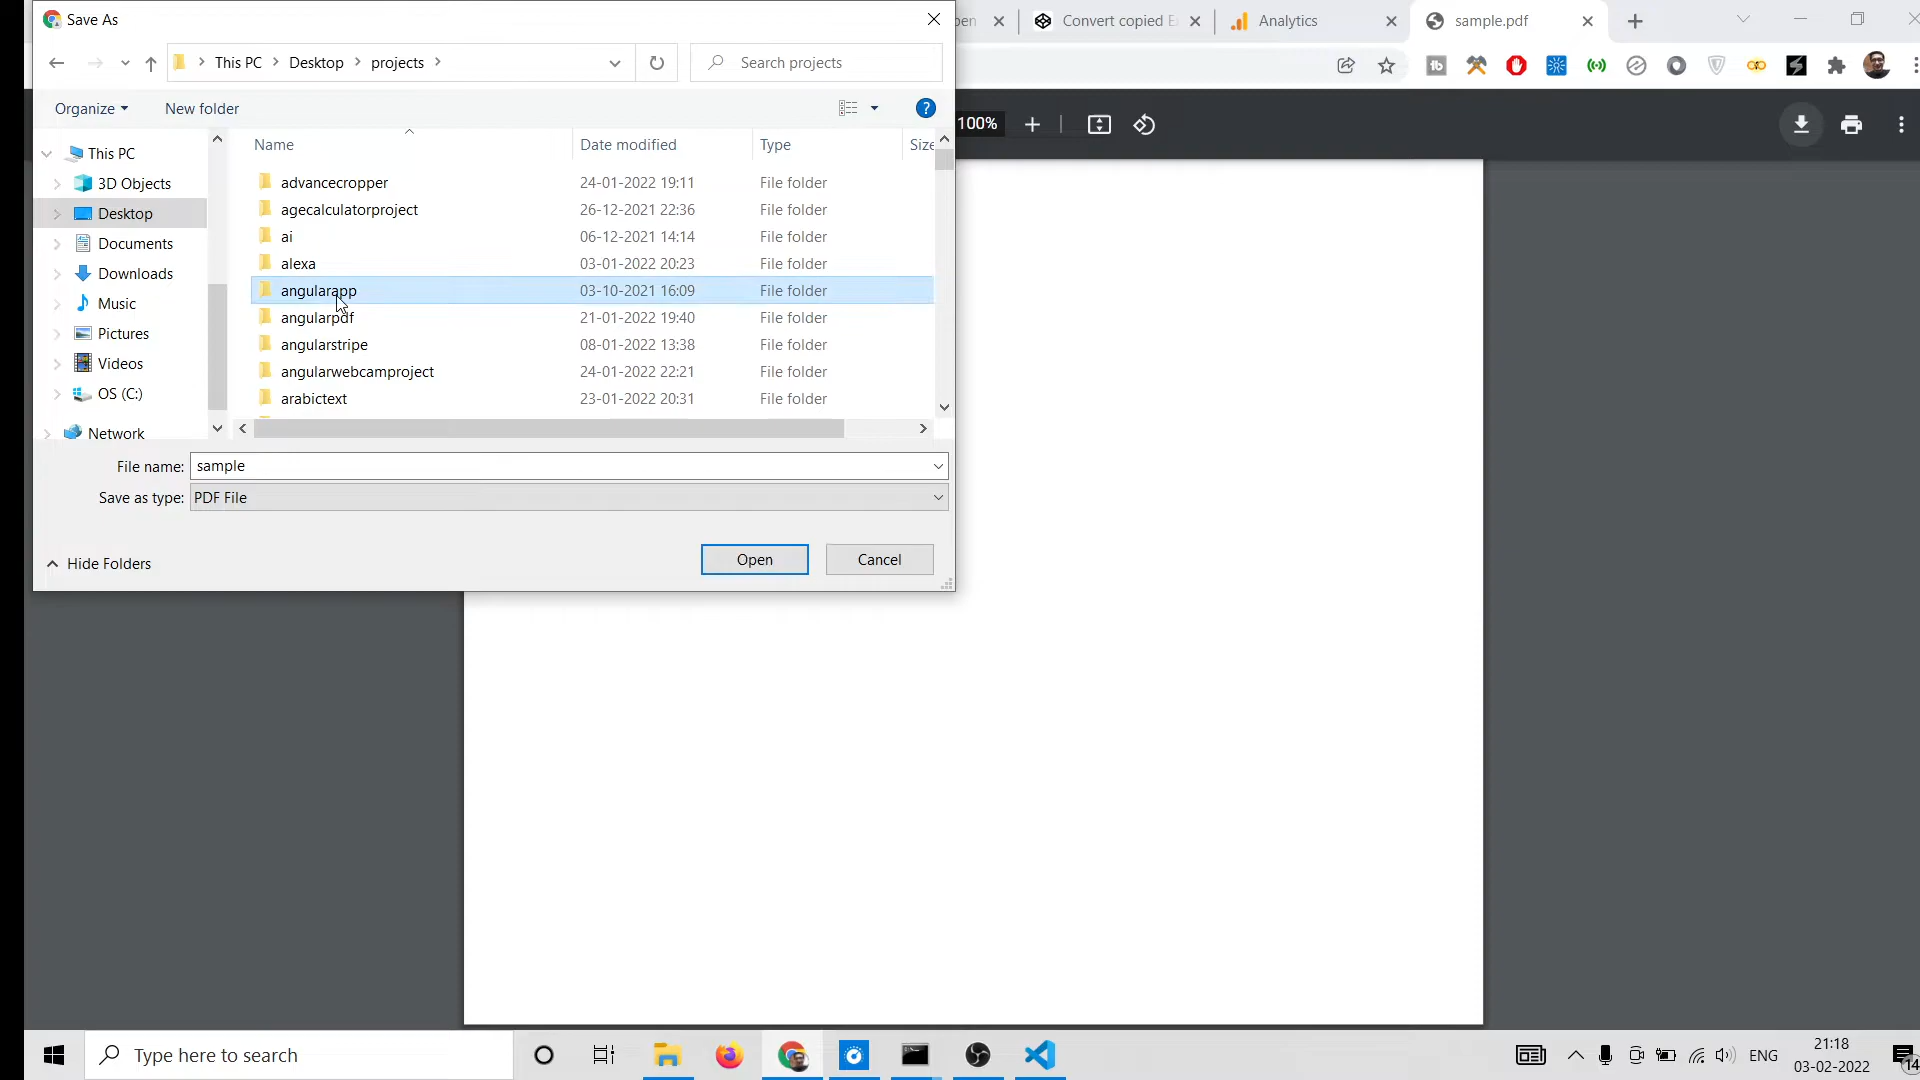 Save As
This PC
Desktop
projects
Search projects
Organize
New folder
?
Name
Date modified
Type
Size
This PC
3D Objects
Desktop
Documents
Downloads
Music
Pictures
Videos
OS (C:)
Network
advancecropper 24-01-2022 19:11 File folder
agecalculatorproject 26-12-2021 22:36 File folder
ai 06-12-2021 14:14 File folder
alexa 03-01-2022 20:23 File folder
angularapp 03-10-2021 16:09 File folder
angularpdf 21-01-2022 19:40 File folder
angularstripe 08-01-2022 13:38 File folder
angularwebcamproject 24-01-2022 22:21 File folder
arabictext 23-01-2022 20:31 File folder
File name: sample
Save as type: PDF File
Hide Folders
Open
Cancel
pen
Convert copied E
Analytics
sample.pdf
100%
Type here to search
ENG
21:18
03-02-2022
14